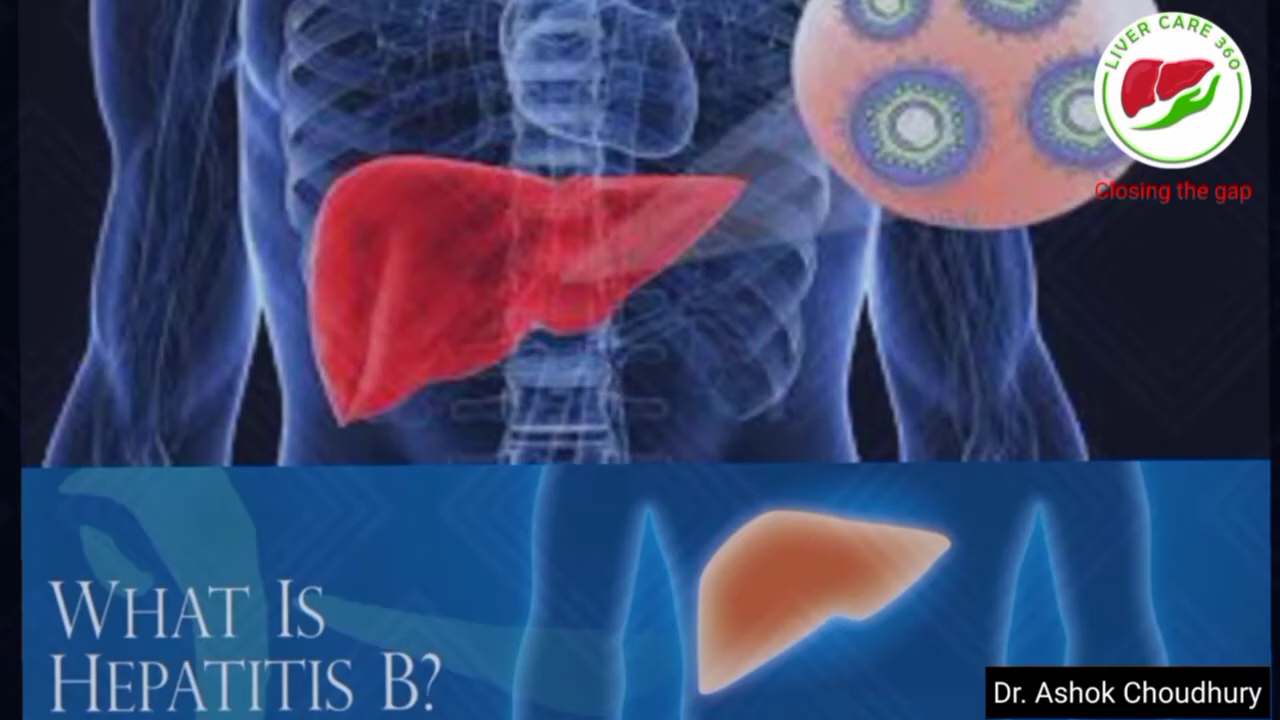 LIVER CARE 360
Closing the gap
WHAT IS
HEPATITIS B?
Dr. Ashok Choudhury